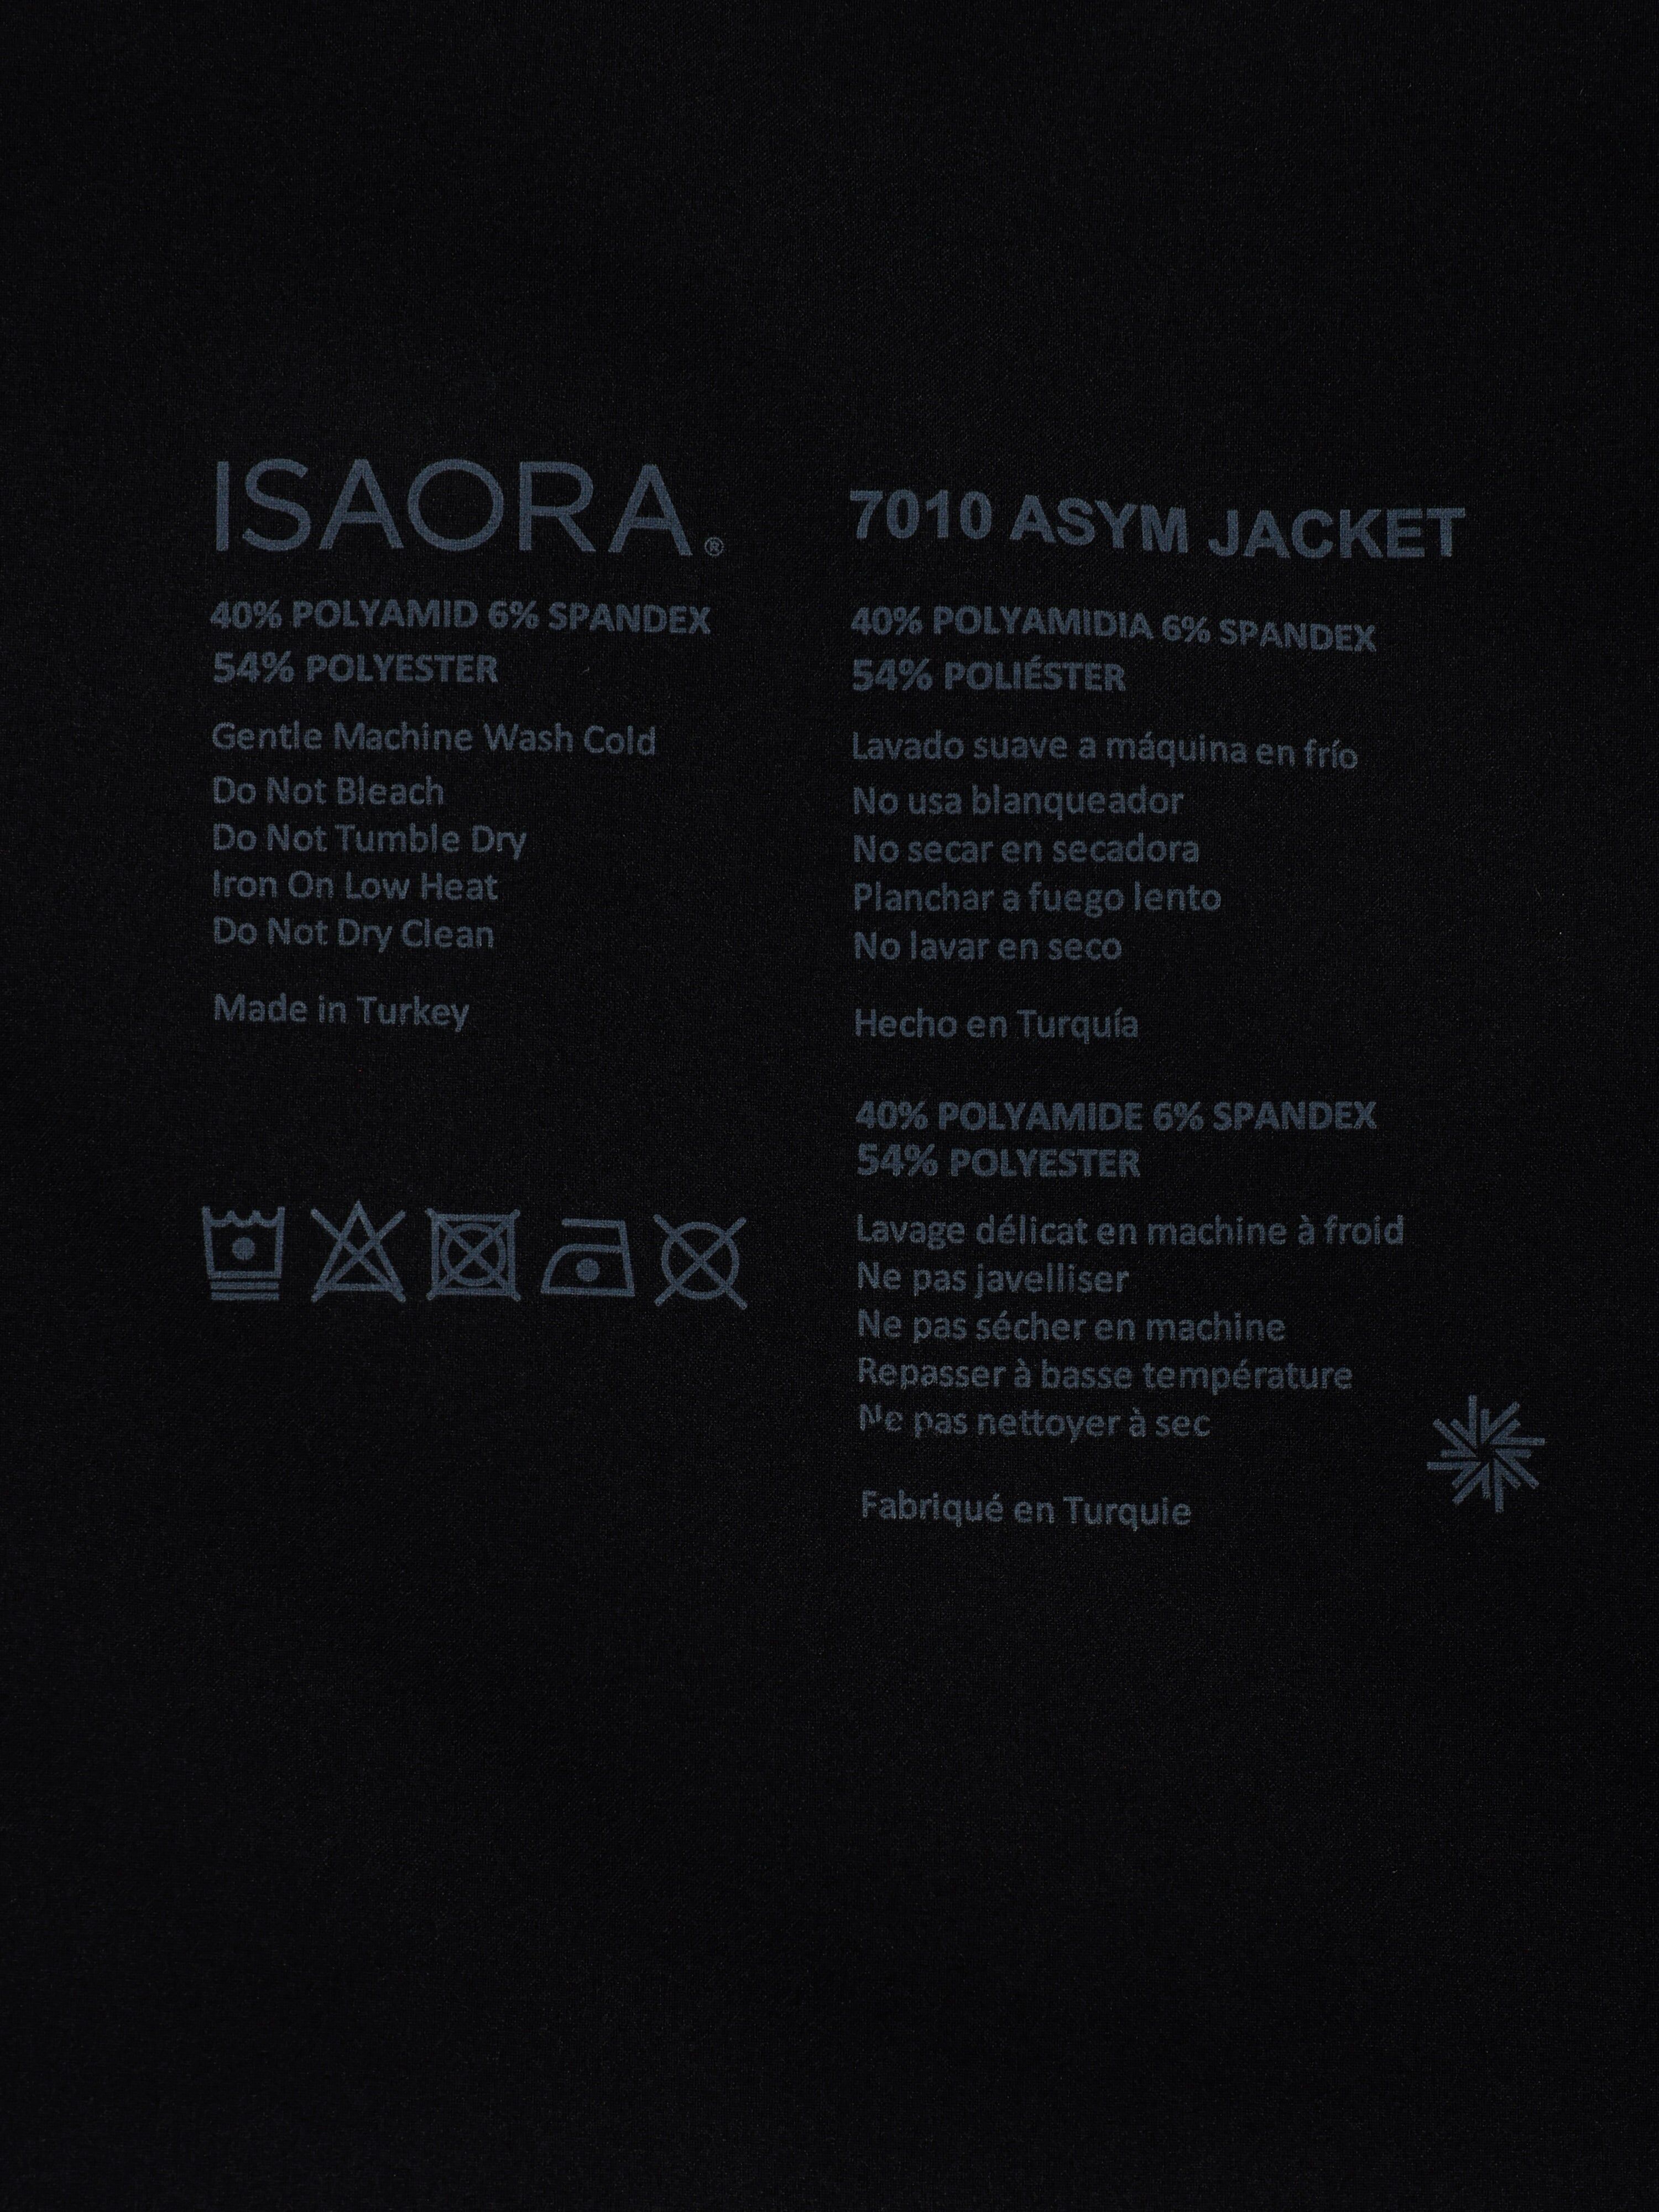 ISAORA®
40% POLYAMID 6% SPANDEX
54% POLYESTER
Gentle Machine Wash Cold
Do Not Bleach
Do Not Tumble Dry
Iron On Low Heat
Do Not Dry Clean
Made in Turkey
7010 ASYM JACKET
40% POLYAMIDIA 6% SPANDEX
54% POLIÉSTER
Lavado suave a máquina en frío
No usa blanqueador
No secar en secadora
Planchar a fuego lento
No lavar en seco
Hecho en Turquía
40% POLYAMIDE 6% SPANDEX
54% POLYESTER
Lavage délicat en machine à froid
Ne pas javelliser
Ne pas sécher en machine
Repasser à basse température
Ne pas nettoyer à sec
Fabriqué en Turquie